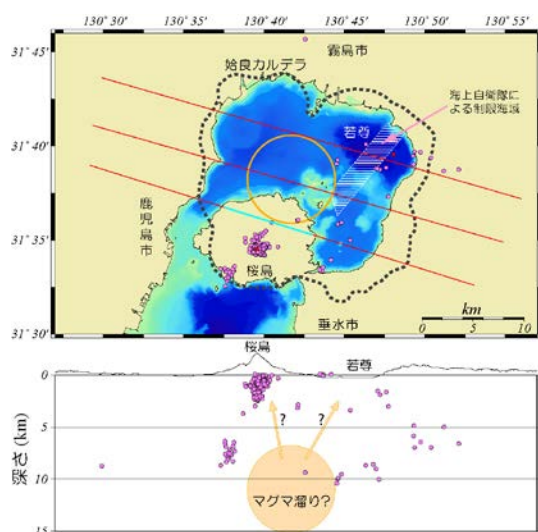 130° 30' 130° 35' 130° 40' 130° 45' 130° 50' 130° 55'
31° 45'
31° 40'
31° 35'
31° 30'
霧島市
姶良カルデラ
海上自衛隊に
よる制限海域
若尊
鹿児島市
桜島
垂水市
km
0 5 10
桜島
若尊
深さ (km)
0
5
10
15
? ?
マグマ溜り?